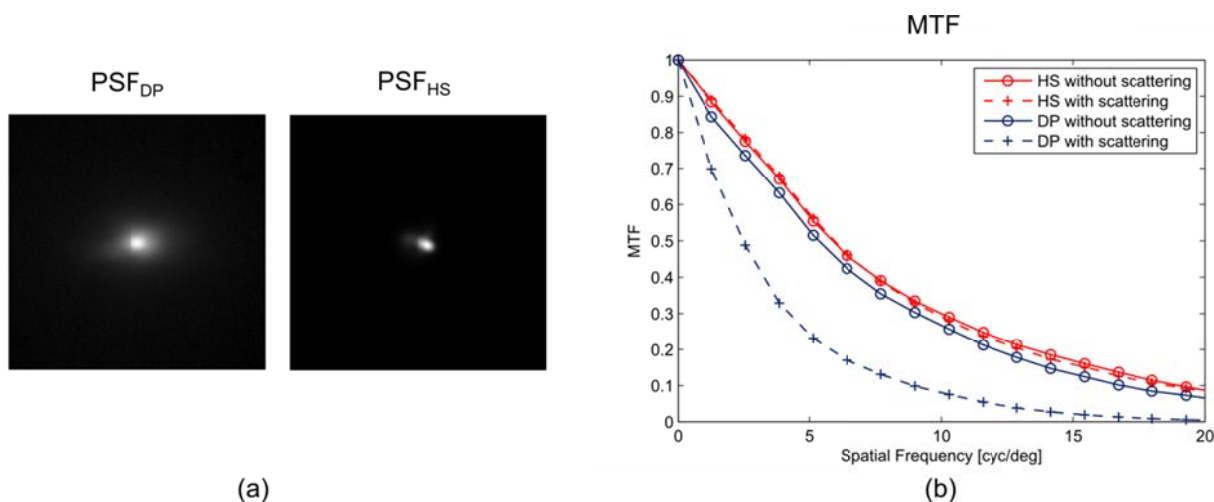 PSFDP
PSFHS
(a)
MTF
HS without scattering
HS with scattering
DP without scattering
DP with scattering
1
0.9
0.8
0.7
0.6
0.5
0.4
0.3
0.2
0.1
0
MTF
0 5 10 15 20
Spatial Frequency [cyc/deg]
(b)